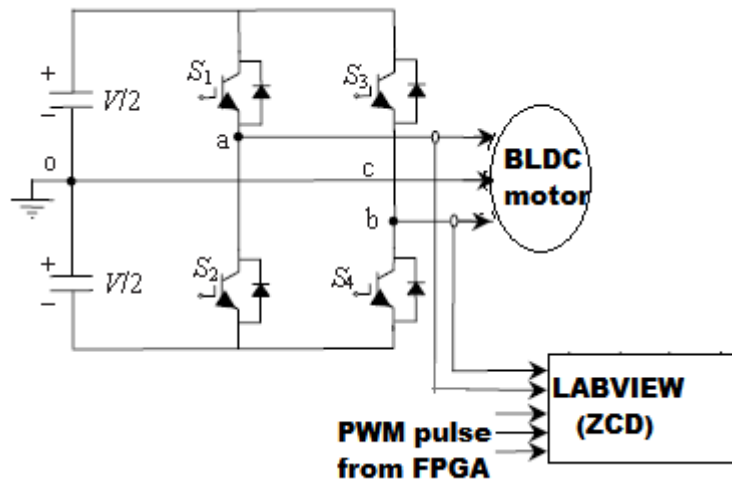 +
V/2
−
S1
S3
a
o
c
b
BLDC
motor
+
V/2
−
S2
S4
LABVIEW
(ZCD)
PWM pulse
from FPGA